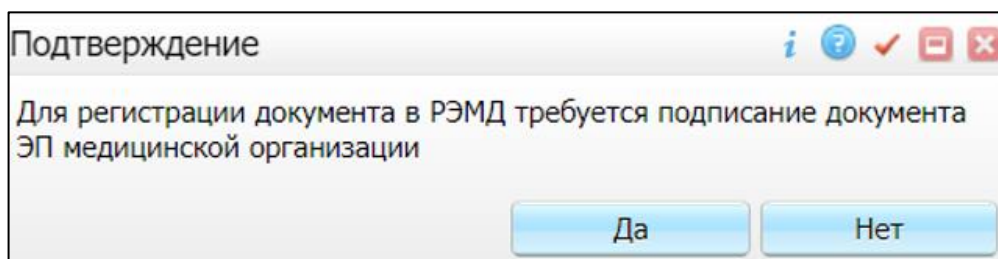 Подтверждение
Для регистрации документа в РЭМД требуется подписание документа
ЭП медицинской организации
Да
Нет